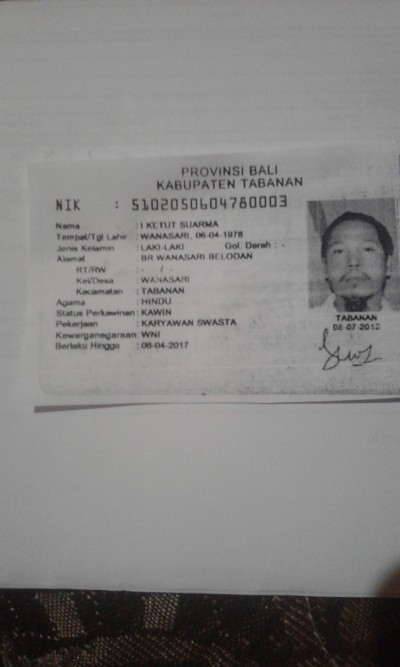 PROVINSI BALI
KABUPATEN TABANAN
NIK : 5102050604780003
Nama : I KETUT SUARMA
Tempat/Tgl Lahir : WANASARI, 06-04-1978
Jenis Kelamin : LAKI-LAKI Gol. Darah : -
Alamat BR WANASARI BELODAN
RT/RW : - / -
Kel/Desa : WANASARI
Kecamatan : TABANAN
Agama : HINDU
Status Perkawinan : KAWIN
Pekerjaan : KARYAWAN SWASTA
Kewarganegaraan : WNI
Berlaku Hingga : 06-04-2017
TABANAN
06-07-2012